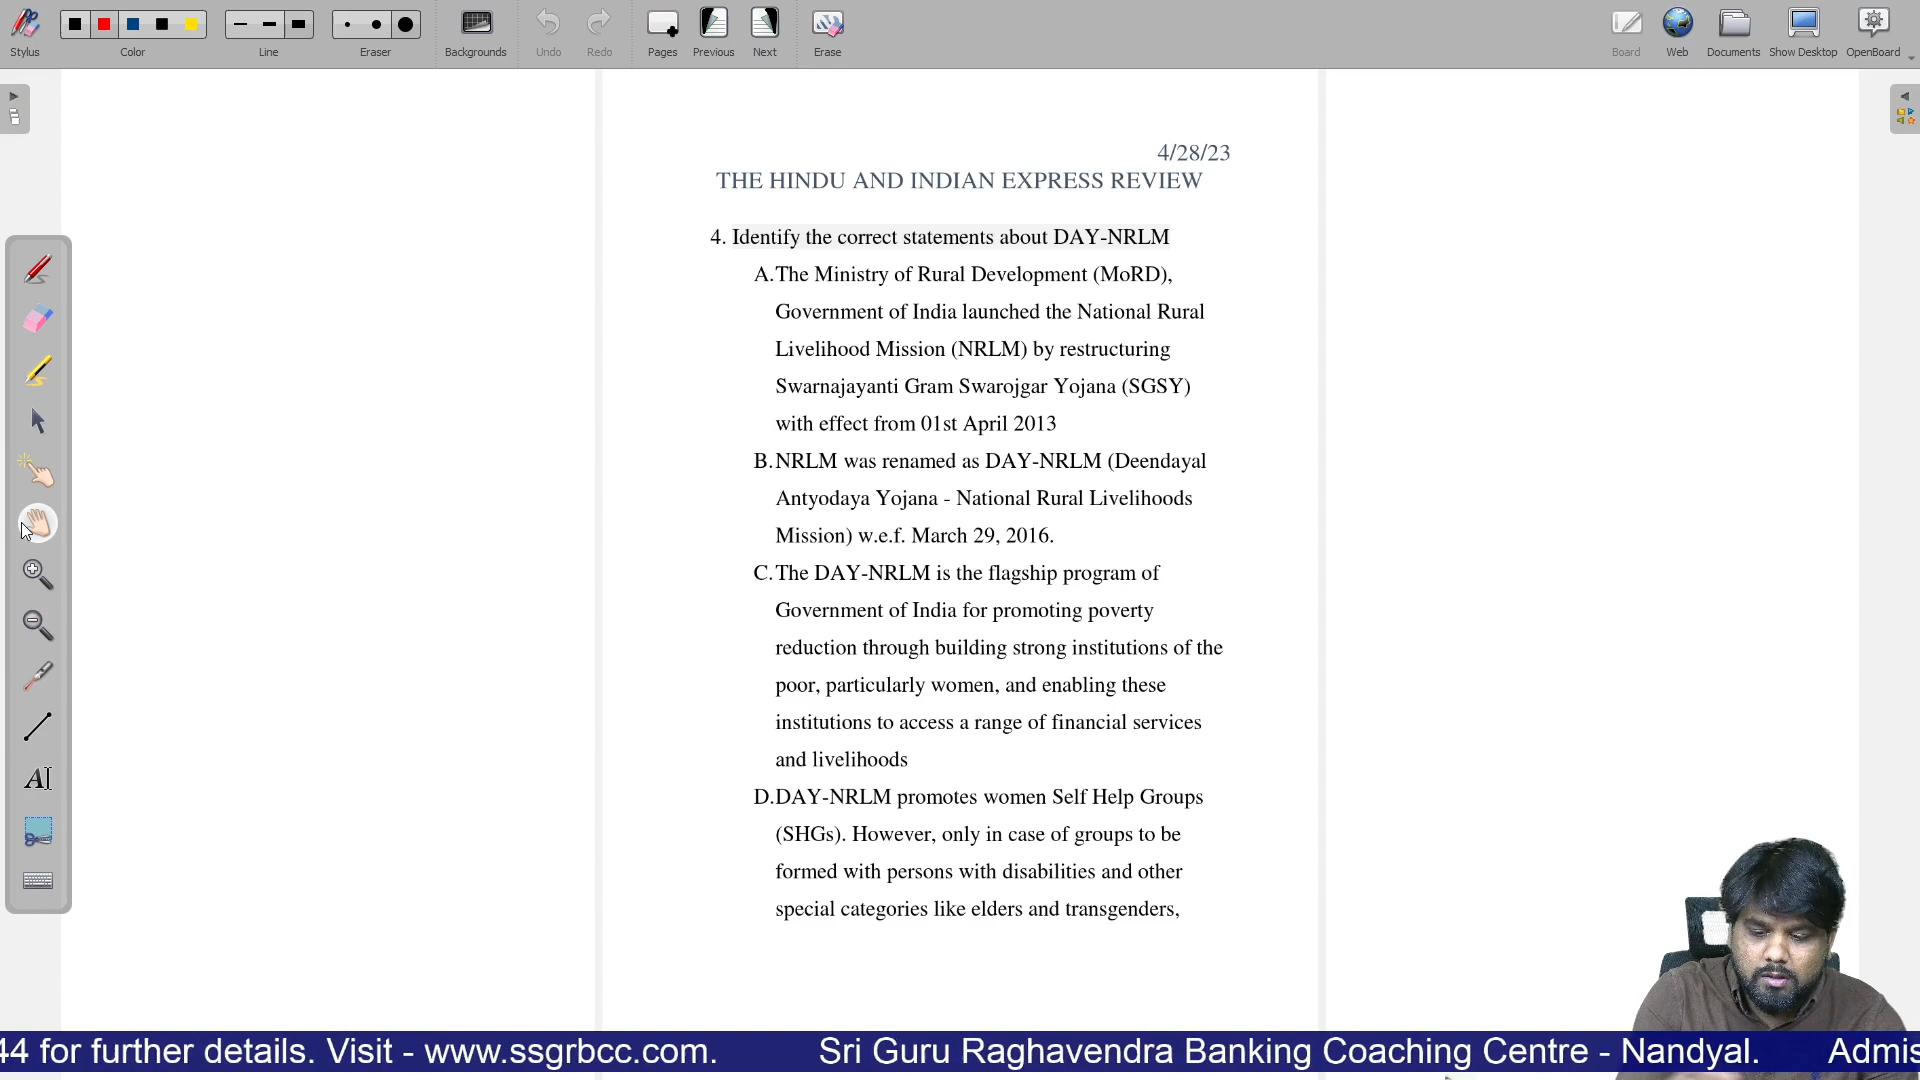 Stylus
Color
Line
Eraser
Backgrounds
Undo
Redo
Pages
Previous
Next
Erase
Board
Web
Documents
Show Desktop
OpenBoard
4/28/23
THE HINDU AND INDIAN EXPRESS REVIEW
4. Identify the correct statements about DAY-NRLM
A.The Ministry of Rural Development (MoRD),
Government of India launched the National Rural
Livelihood Mission (NRLM) by restructuring
Swarnajayanti Gram Swarojgar Yojana (SGSY)
with effect from 01st April 2013
B.NRLM was renamed as DAY-NRLM (Deendayal
Antyodaya Yojana - National Rural Livelihoods
Mission) w.e.f. March 29, 2016.
C.The DAY-NRLM is the flagship program of
Government of India for promoting poverty
reduction through building strong institutions of the
poor, particularly women, and enabling these
institutions to access a range of financial services
and livelihoods
D.DAY-NRLM promotes women Self Help Groups
(SHGs). However, only in case of groups to be
formed with persons with disabilities and other
special categories like elders and transgenders,
AI
44 for further details. Visit - www.ssgrbcc.com. Sri Guru Raghavendra Banking Coaching Centre - Nandyal. Admis